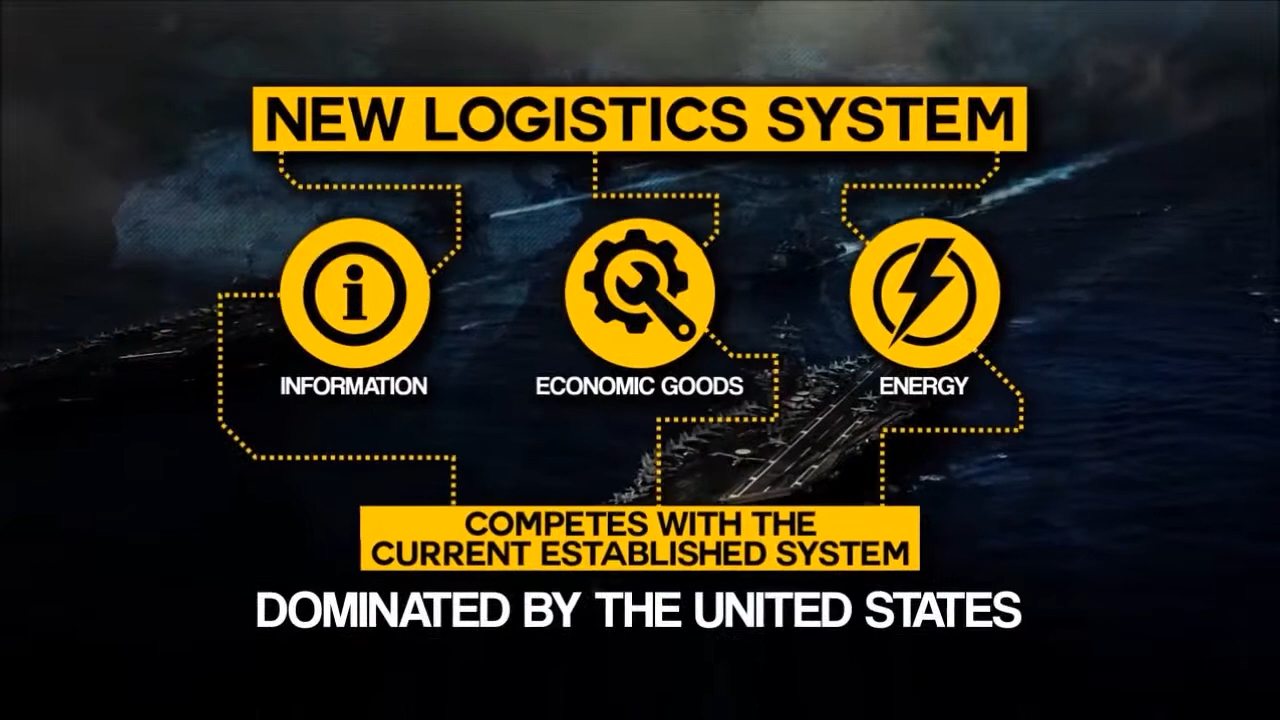 NEW LOGISTICS SYSTEM
i
INFORMATION
ECONOMIC GOODS
ENERGY
COMPETES WITH THE
CURRENT ESTABLISHED SYSTEM
DOMINATED BY THE UNITED STATES